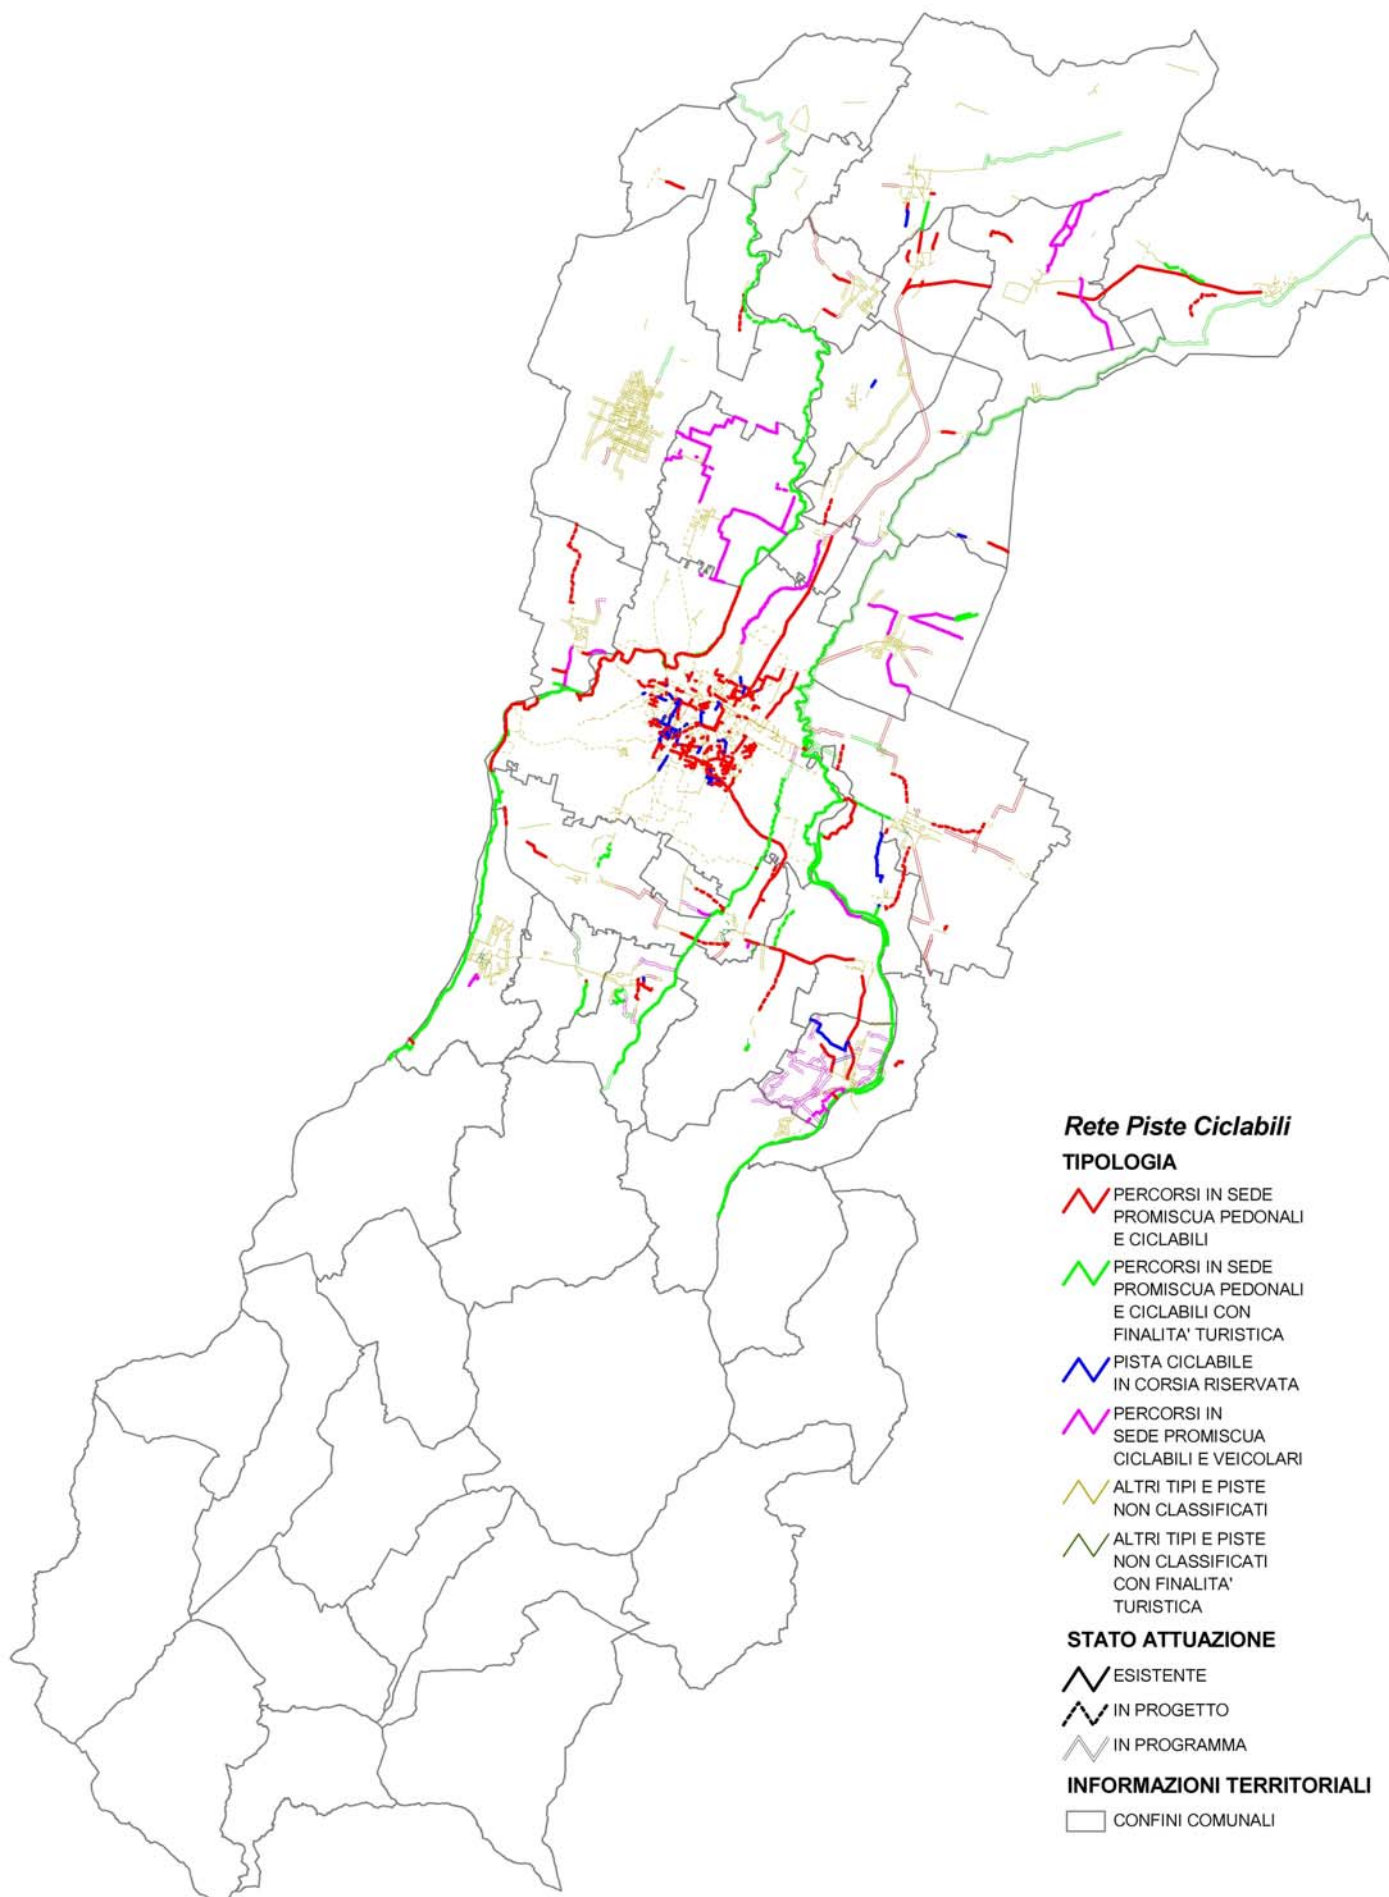 Rete Piste Ciclabili
TIPOLOGIA
PERCORSI IN SEDE
PROMISCUA PEDONALI
E CICLABILI
PERCORSI IN SEDE
PROMISCUA PEDONALI
E CICLABILI CON
FINALITA' TURISTICA
PISTA CICLABILE
IN CORSIA RISERVATA
PERCORSI IN
SEDE PROMISCUA
CICLABILI E VEICOLARI
ALTRI TIPI E PISTE
NON CLASSIFICATI
ALTRI TIPI E PISTE
NON CLASSIFICATI
CON FINALITA'
TURISTICA
STATO ATTUAZIONE
ESISTENTE
IN PROGETTO
IN PROGRAMMA
INFORMAZIONI TERRITORIALI
CONFINI COMUNALI